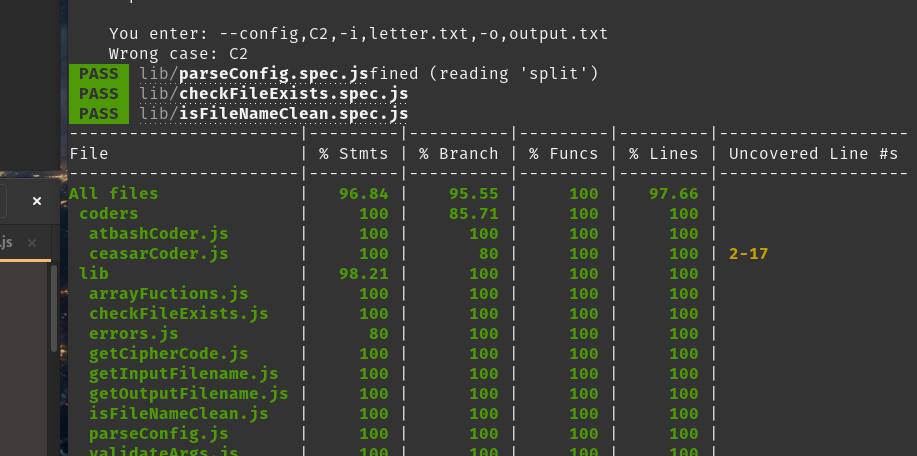 You enter: --config,C2,-i,letter.txt,-o,output.txt
Wrong case: C2
PASS lib/parseConfig.spec.jsfined (reading 'split')
PASS lib/checkFileExists.spec.js
PASS lib/isFileNameClean.spec.js
-----------------------|---------|----------|---------|---------|-------------------
File | % Stmts | % Branch | % Funcs | % Lines | Uncovered Line #s
-----------------------|---------|----------|---------|---------|-------------------
All files | 96.84 | 95.55 | 100 | 97.66 |
coders | 100 | 85.71 | 100 | 100 |
atbashCoder.js | 100 | 100 | 100 | 100 |
ceasarCoder.js | 100 | 80 | 100 | 100 | 2-17
lib | 98.21 | 100 | 100 | 100 |
arrayFuctions.js | 100 | 100 | 100 | 100 |
checkFileExists.js | 100 | 100 | 100 | 100 |
errors.js | 80 | 100 | 100 | 100 |
getCipherCode.js | 100 | 100 | 100 | 100 |
getInputFilename.js | 100 | 100 | 100 | 100 |
getOutputFilename.js | 100 | 100 | 100 | 100 |
isFileNameClean.js | 100 | 100 | 100 | 100 |
parseConfig.js | 100 | 100 | 100 | 100 |
validateArgs.js | 100 | 100 | 100 | 100 |
.js